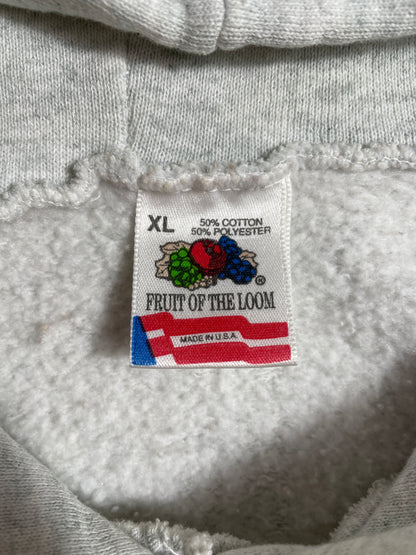 XL
50% COTTON
50% POLYESTER
®
FRUIT OF THE LOOM
MADE IN U.S.A.